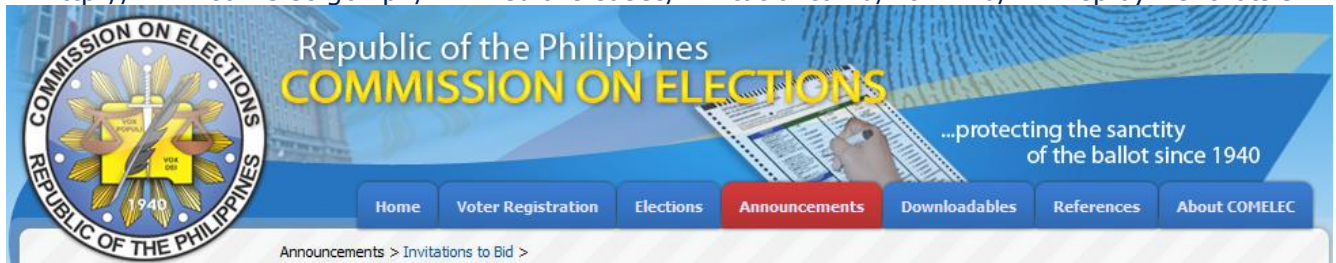 COMMISSION ON ELECTIONS
REPUBLIC OF THE PHILIPPINES
VOX POPULI
VOX DEI
1940
Republic of the Philippines
COMMISSION ON ELECTIONS
...protecting the sanctity
of the ballot since 1940
Home Voter Registration Elections Announcements Downloadables References About COMELEC
Announcements > Invitations to Bid >